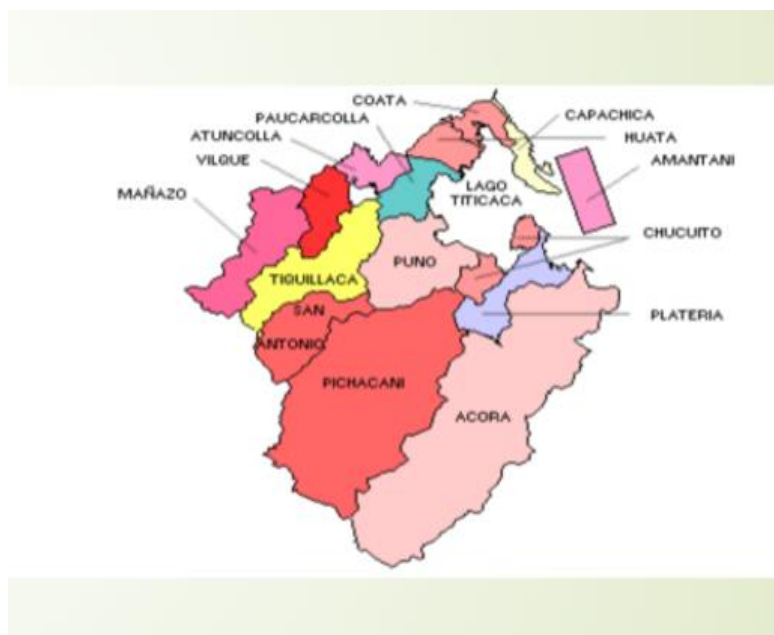 COATA
PAUCARCOLLA
CAPACHICA
ATUNCOLLA
HUATA
VILQUE
AMANTANI
LAGO
TITICACA
MAÑAZO
CHUCUITO
PUNO
TIQUILLACA
SAN
ANTONIO
PLATERIA
PICHACANI
ACORA